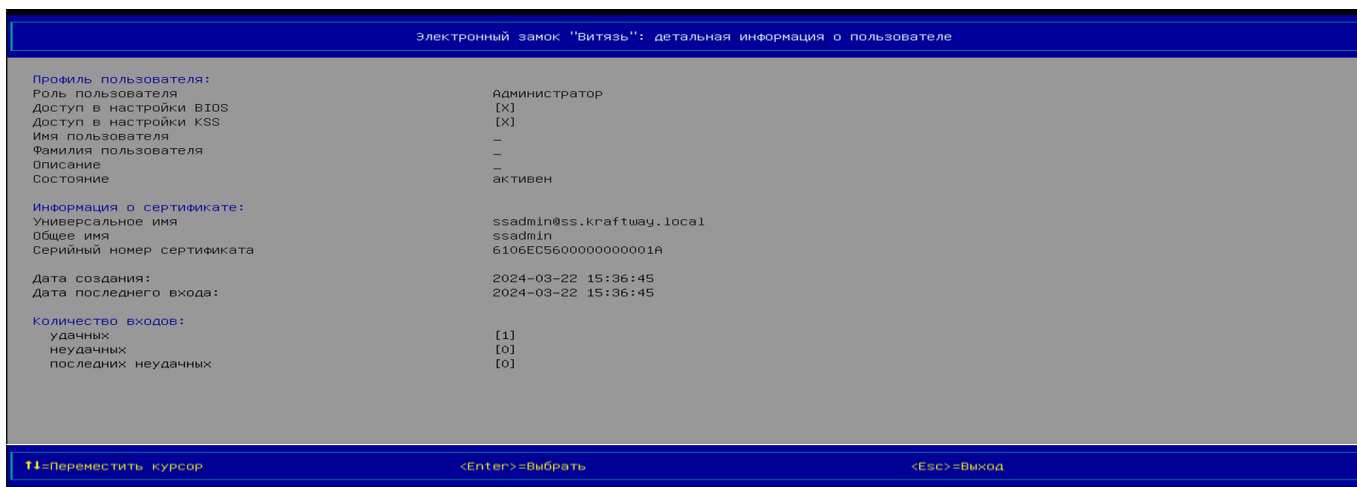 Электронный замок "Витязь": детальная информация о пользователе
Профиль пользователя:
Роль пользователя Администратор
Доступ в настройки BIOS [X]
Доступ в настройки KSS [X]
Имя пользователя _
Фамилия пользователя _
Описание _
Состояние активен
Информация о сертификате:
Универсальное имя ssadmin@ss.kraftway.local
Общее имя ssadmin
Серийный номер сертификата 6106EC5600000000001A
Дата создания: 2024-03-22 15:36:45
Дата последнего входа: 2024-03-22 15:36:45
Количество входов:
удачных [1]
неудачных [0]
последних неудачных [0]
↑↓=Переместить курсор <Enter>=Выбрать <Esc>=Выход